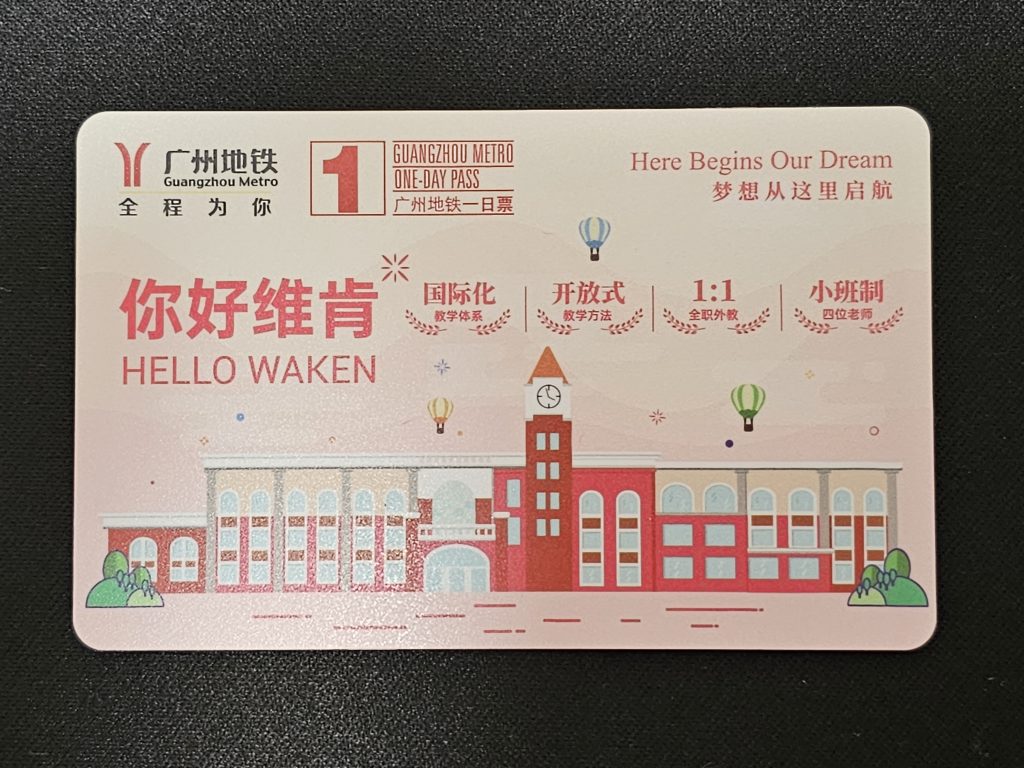 广州地铁
Guangzhou Metro
全程为你
1
GUANGZHOU METRO
ONE-DAY PASS
广州地铁一日票
Here Begins Our Dream
梦想从这里启航
你好维肯
HELLO WAKEN
国际化
教学体系
开放式
教学方法
1:1
全职外教
小班制
四位老师